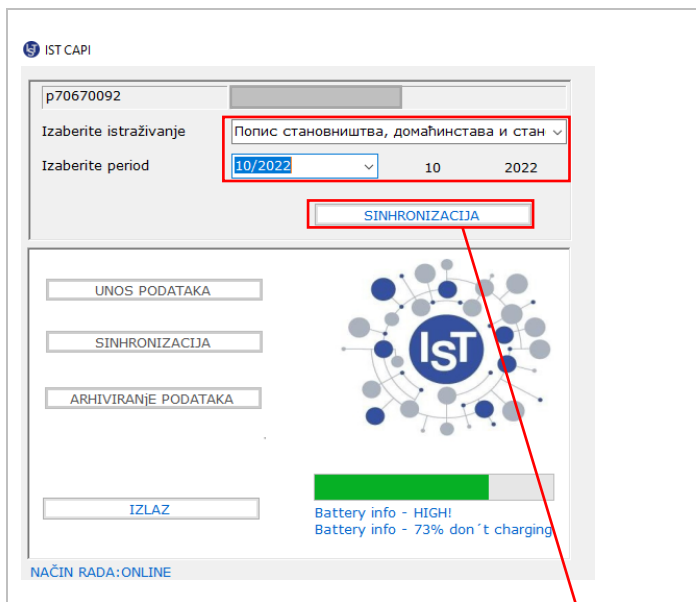 IST CAPI
p70670092
Izaberite istraživanje Попис становништва, домаћинстава и стан
Izaberite period 10/2022 10 2022
SINHRONIZACIJA
UNOS PODATAKA
SINHRONIZACIJA
ARHIVIRANjE PODATAKA
IST
IZLAZ
Battery info - HIGH!
Battery info - 73% don´t charging
NAČIN RADA:ONLINE